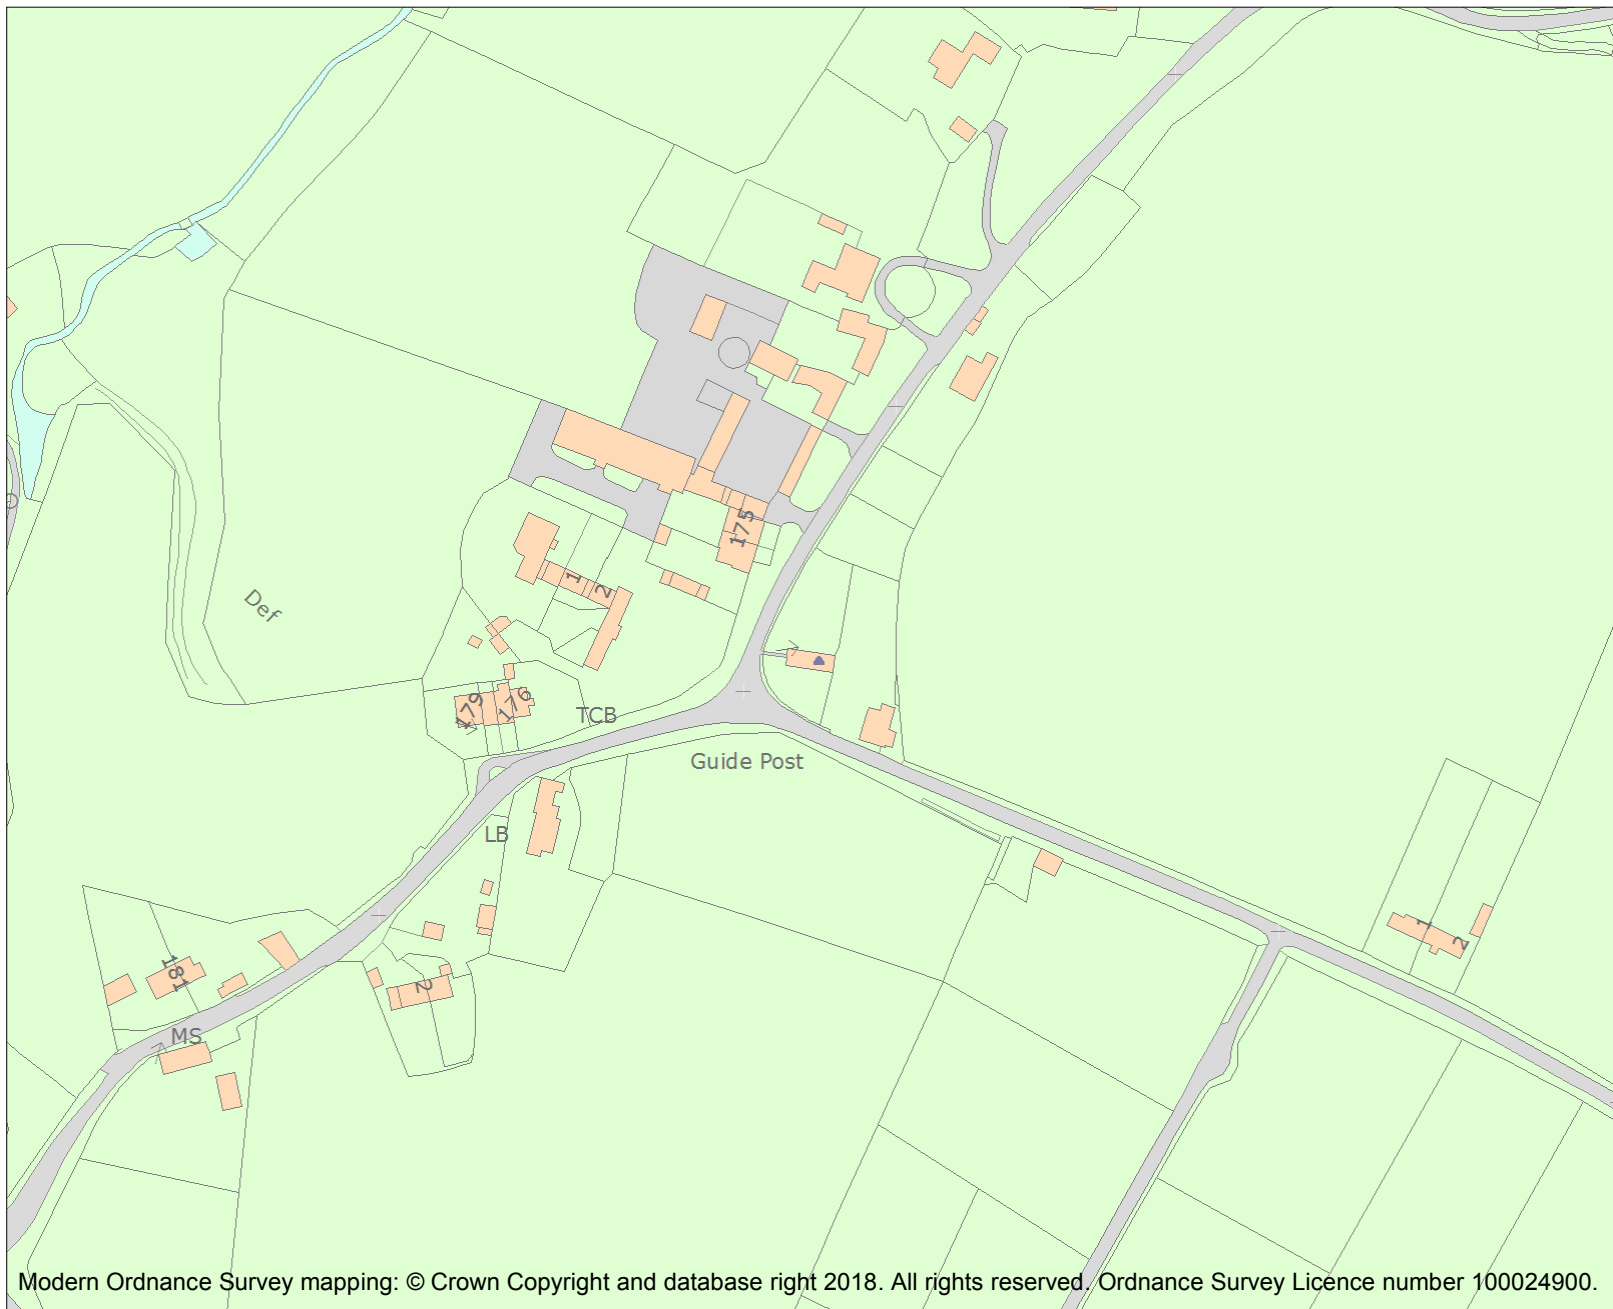 175
1
2
Def
179
176
TCB
Guide Post
LB
1
2
181
2
MS
Modern Ordnance Survey mapping: © Crown Copyright and database right 2018. All rights reserved. Ordnance Survey Licence number 100024900.